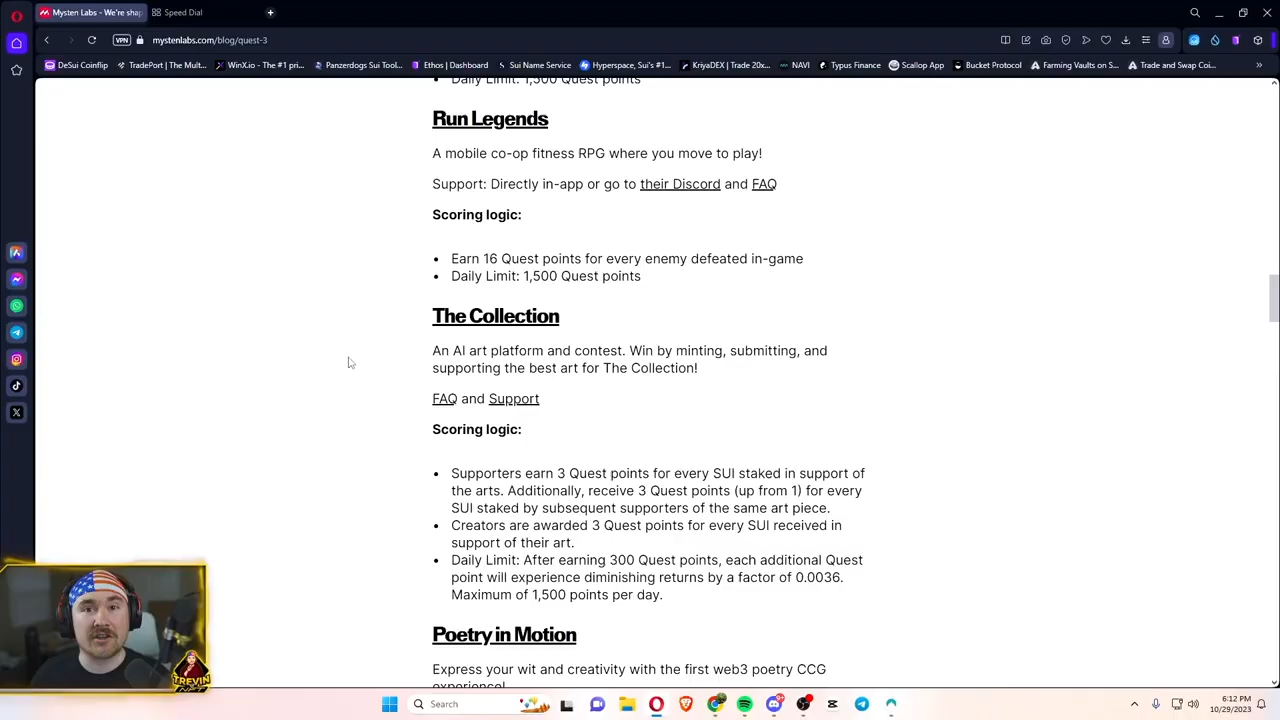 Mysten Labs - We're shap
Speed Dial
VPN
mystenlabs.com/blog/quest-3
DeSui Coinflip
TradePort | The Mult...
WinX.io - The #1 pri...
Panzerdogs Sui Tool...
Ethos | Dashboard
Sui Name Service
Hyperspace, Sui's #1...
KriyaDEX | Trade 20x...
NAVI
Typus Finance
Scallop App
Bucket Protocol
Farming Vaults on S...
Trade and Swap Coi...
• Daily Limit: 1,500 Quest points
Run Legends
A mobile co-op fitness RPG where you move to play!
Support: Directly in-app or go to their Discord and FAQ
Scoring logic:
• Earn 16 Quest points for every enemy defeated in-game
• Daily Limit: 1,500 Quest points
The Collection
An AI art platform and contest. Win by minting, submitting, and
supporting the best art for The Collection!
FAQ and Support
Scoring logic:
• Supporters earn 3 Quest points for every SUI staked in support of
the arts. Additionally, receive 3 Quest points (up from 1) for every
SUI staked by subsequent supporters of the same art piece.
• Creators are awarded 3 Quest points for every SUI received in
support of their art.
• Daily Limit: After earning 300 Quest points, each additional Quest
point will experience diminishing returns by a factor of 0.0036.
Maximum of 1,500 points per day.
Poetry in Motion
Express your wit and creativity with the first web3 poetry CCG
experience!
TREVIN
Search
6:12 PM
10/29/2023